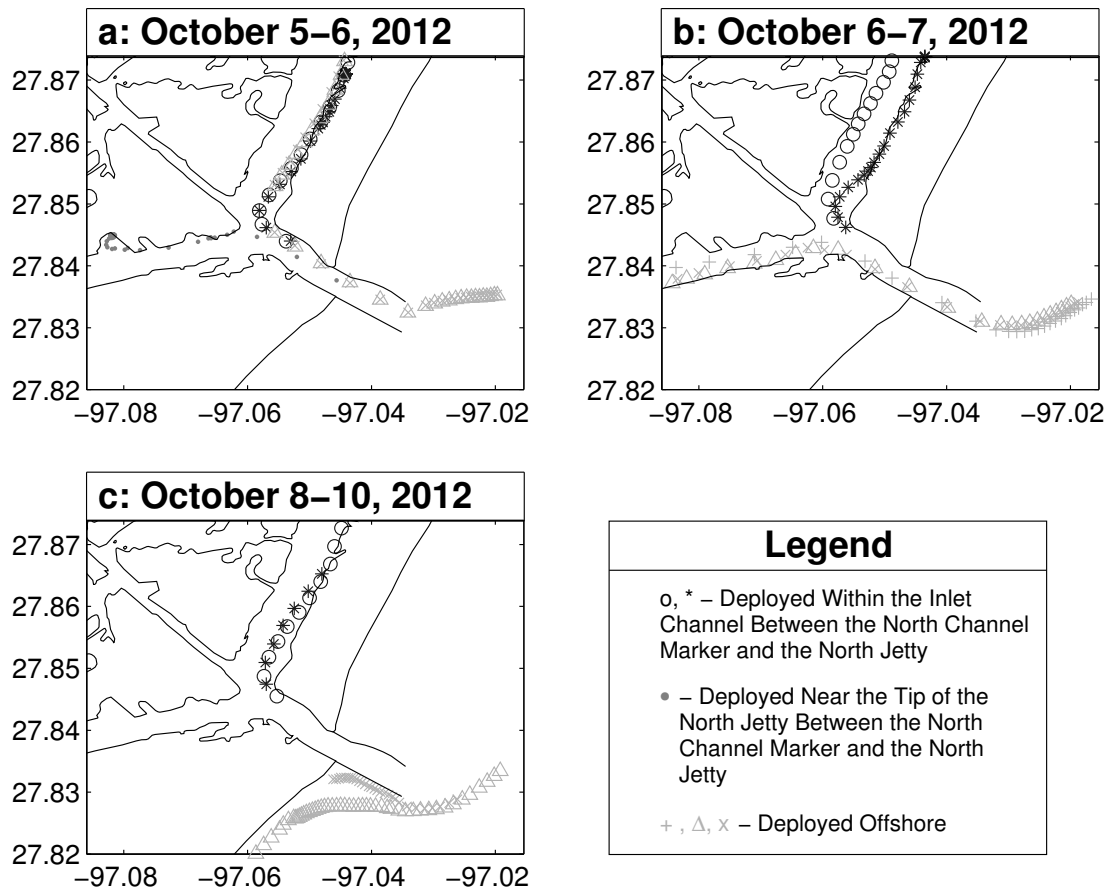 a: October 5−6, 2012
27.87
27.86
27.85
27.84
27.83
27.82
−97.08 −97.06 −97.04 −97.02
b: October 6−7, 2012
27.87
27.86
27.85
27.84
27.83
27.82
−97.08 −97.06 −97.04 −97.02
c: October 8−10, 2012
27.87
27.86
27.85
27.84
27.83
27.82
−97.08 −97.06 −97.04 −97.02
Legend
o, * − Deployed Within the Inlet
Channel Between the North Channel
Marker and the North Jetty
• − Deployed Near the Tip of the
North Jetty Between the North
Channel Marker and the North
Jetty
+ , Δ, x − Deployed Offshore